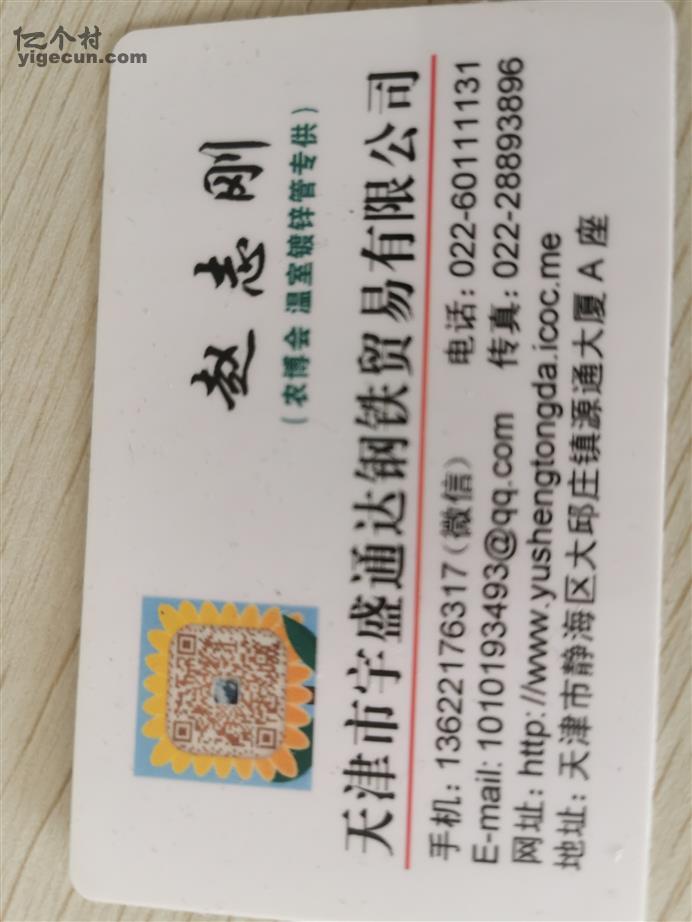 亿个村
yigecun.com
赵志刚
（农博会 温室镀锌管专供）
天津市宇盛通达钢铁贸易有限公司
手机：13622176317（微信） 电话：022-60111131
E-mail: 1010193493@qq.com 传真：022-28893896
网址：http://www.yushengtongda.icoc.me
地址：天津市静海区大邱庄镇源通大厦 A 座